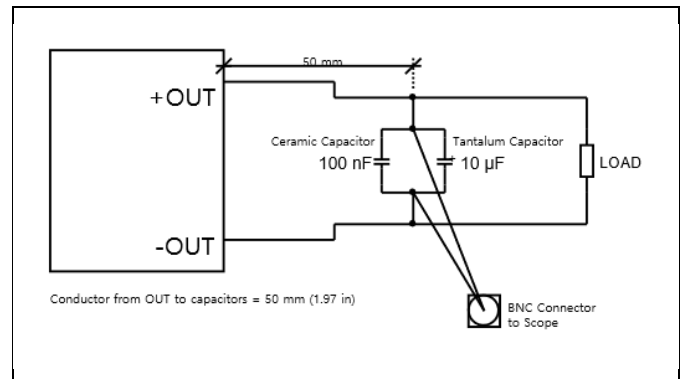 50 mm
+OUT
Ceramic Capacitor
100 nF
Tantalum Capacitor
+
10 µF
LOAD
-OUT
Conductor from OUT to capacitors = 50 mm (1.97 in)
BNC Connector
to Scope